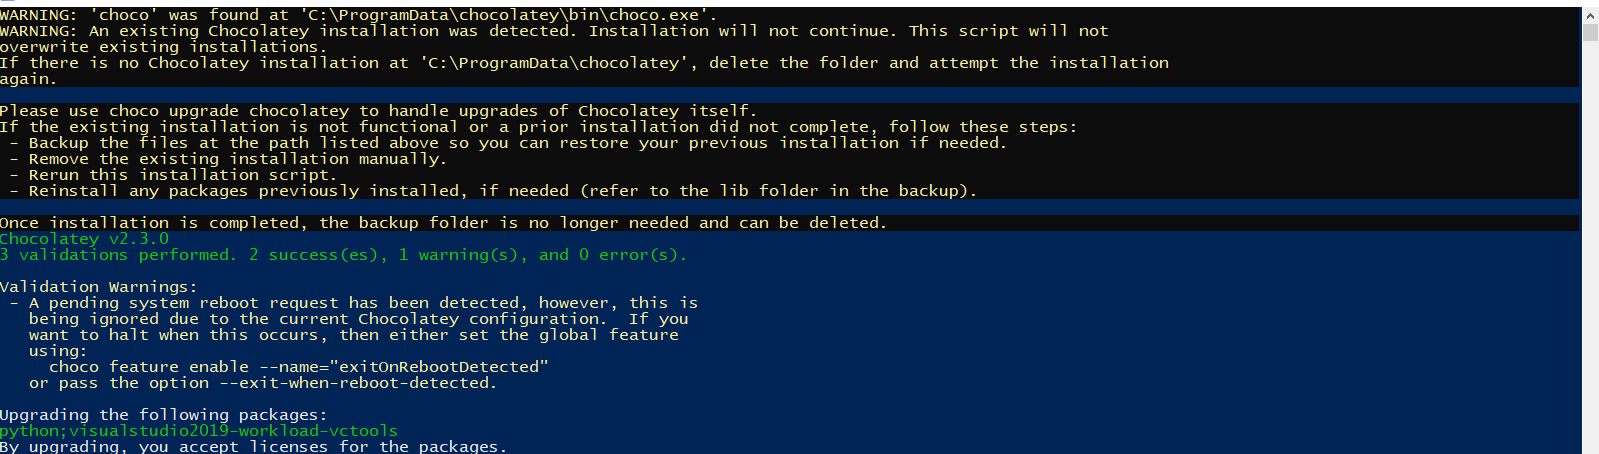 WARNING: 'choco' was found at 'C:\ProgramData\chocolatey\bin\choco.exe'.
WARNING: An existing Chocolatey installation was detected. Installation will not continue. This script will not
overwrite existing installations.
If there is no Chocolatey installation at 'C:\ProgramData\chocolatey', delete the folder and attempt the installation
again.
Please use choco upgrade chocolatey to handle upgrades of Chocolatey itself.
If the existing installation is not functional or a prior installation did not complete, follow these steps:
- Backup the files at the path listed above so you can restore your previous installation if needed.
- Remove the existing installation manually.
- Rerun this installation script.
- Reinstall any packages previously installed, if needed (refer to the lib folder in the backup).
Once installation is completed, the backup folder is no longer needed and can be deleted.
Chocolatey v2.3.0
3 validations performed. 2 success(es), 1 warning(s), and 0 error(s).
Validation Warnings:
- A pending system reboot request has been detected, however, this is
being ignored due to the current Chocolatey configuration.  If you
want to halt when this occurs, then either set the global feature
using:
choco feature enable --name="exitOnRebootDetected"
or pass the option --exit-when-reboot-detected.
Upgrading the following packages:
python;visualstudio2019-workload-vctools
By upgrading, you accept licenses for the packages.